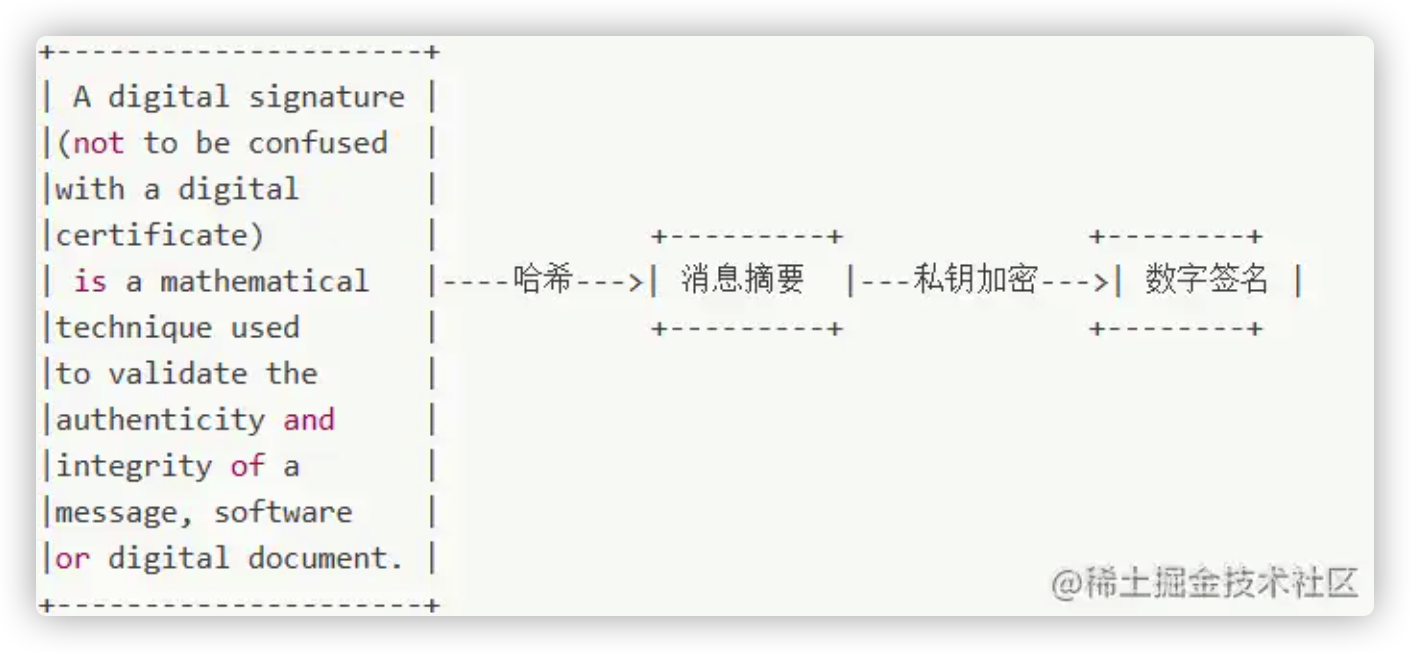 +---------------------+
| A digital signature |
|(not to be confused  |
|with a digital       |
|certificate)         |            +---------+              +--------+
| is a mathematical   |----哈希--->| 消息摘要  |---私钥加密--->| 数字签名 |
|technique used       |            +---------+              +--------+
|to validate the      |
|authenticity and     |
|integrity of a       |
|message, software    |
|or digital document. |
+---------------------+
@稀土掘金技术社区